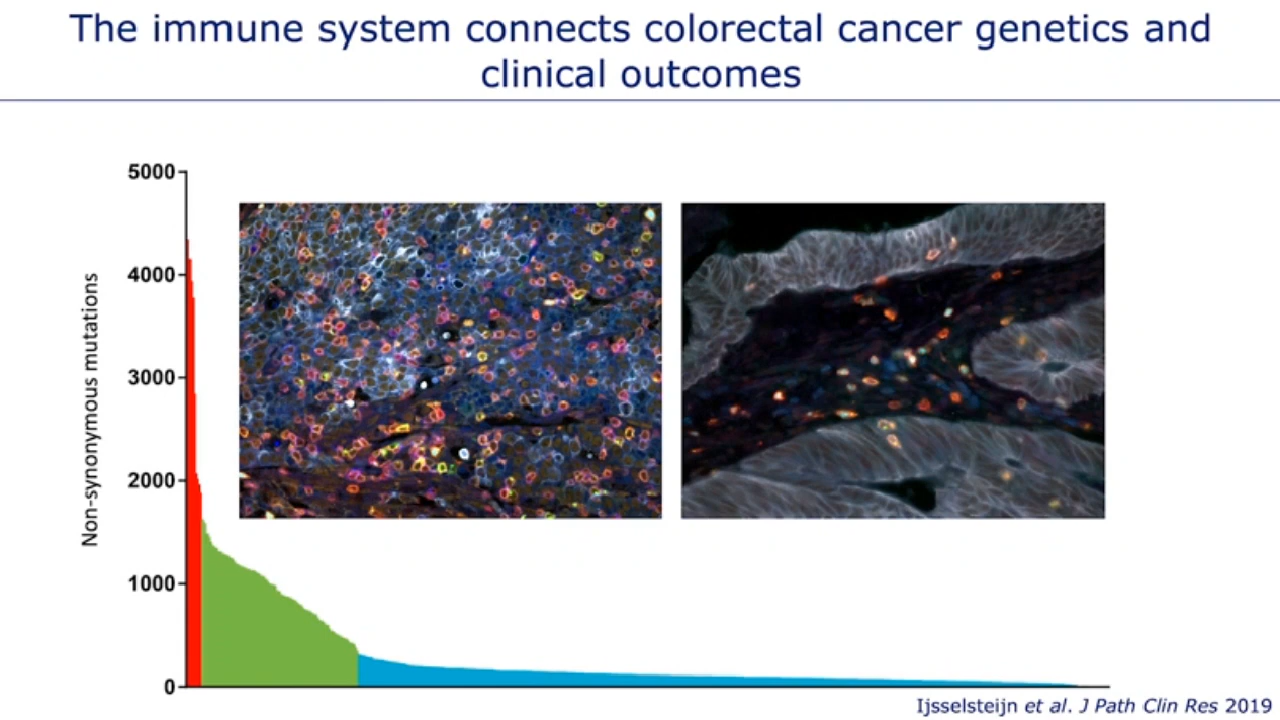 The immune system connects colorectal cancer genetics and
clinical outcomes
Non-synonymous mutations
5000
4000
3000
2000
1000
0
Ijsselsteijn et al. J Path Clin Res 2019